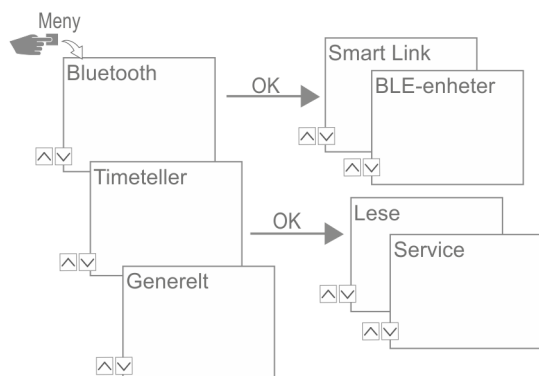 Meny
Bluetooth
OK
Smart Link
BLE-enheter
Timeteller
OK
Lese
Service
Generelt